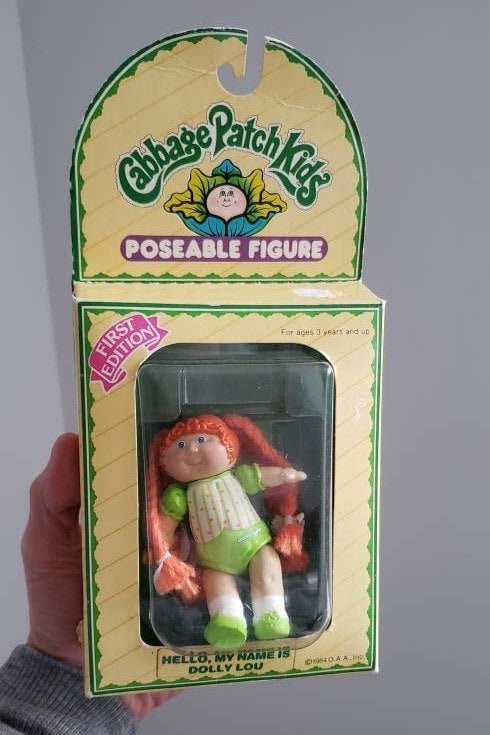 Cabbage Patch Kids
POSEABLE FIGURE
FIRST
EDITION
For ages 3 years and up
HELLO, MY NAME IS
DOLLY LOU
©1984 O.A.A., Inc.